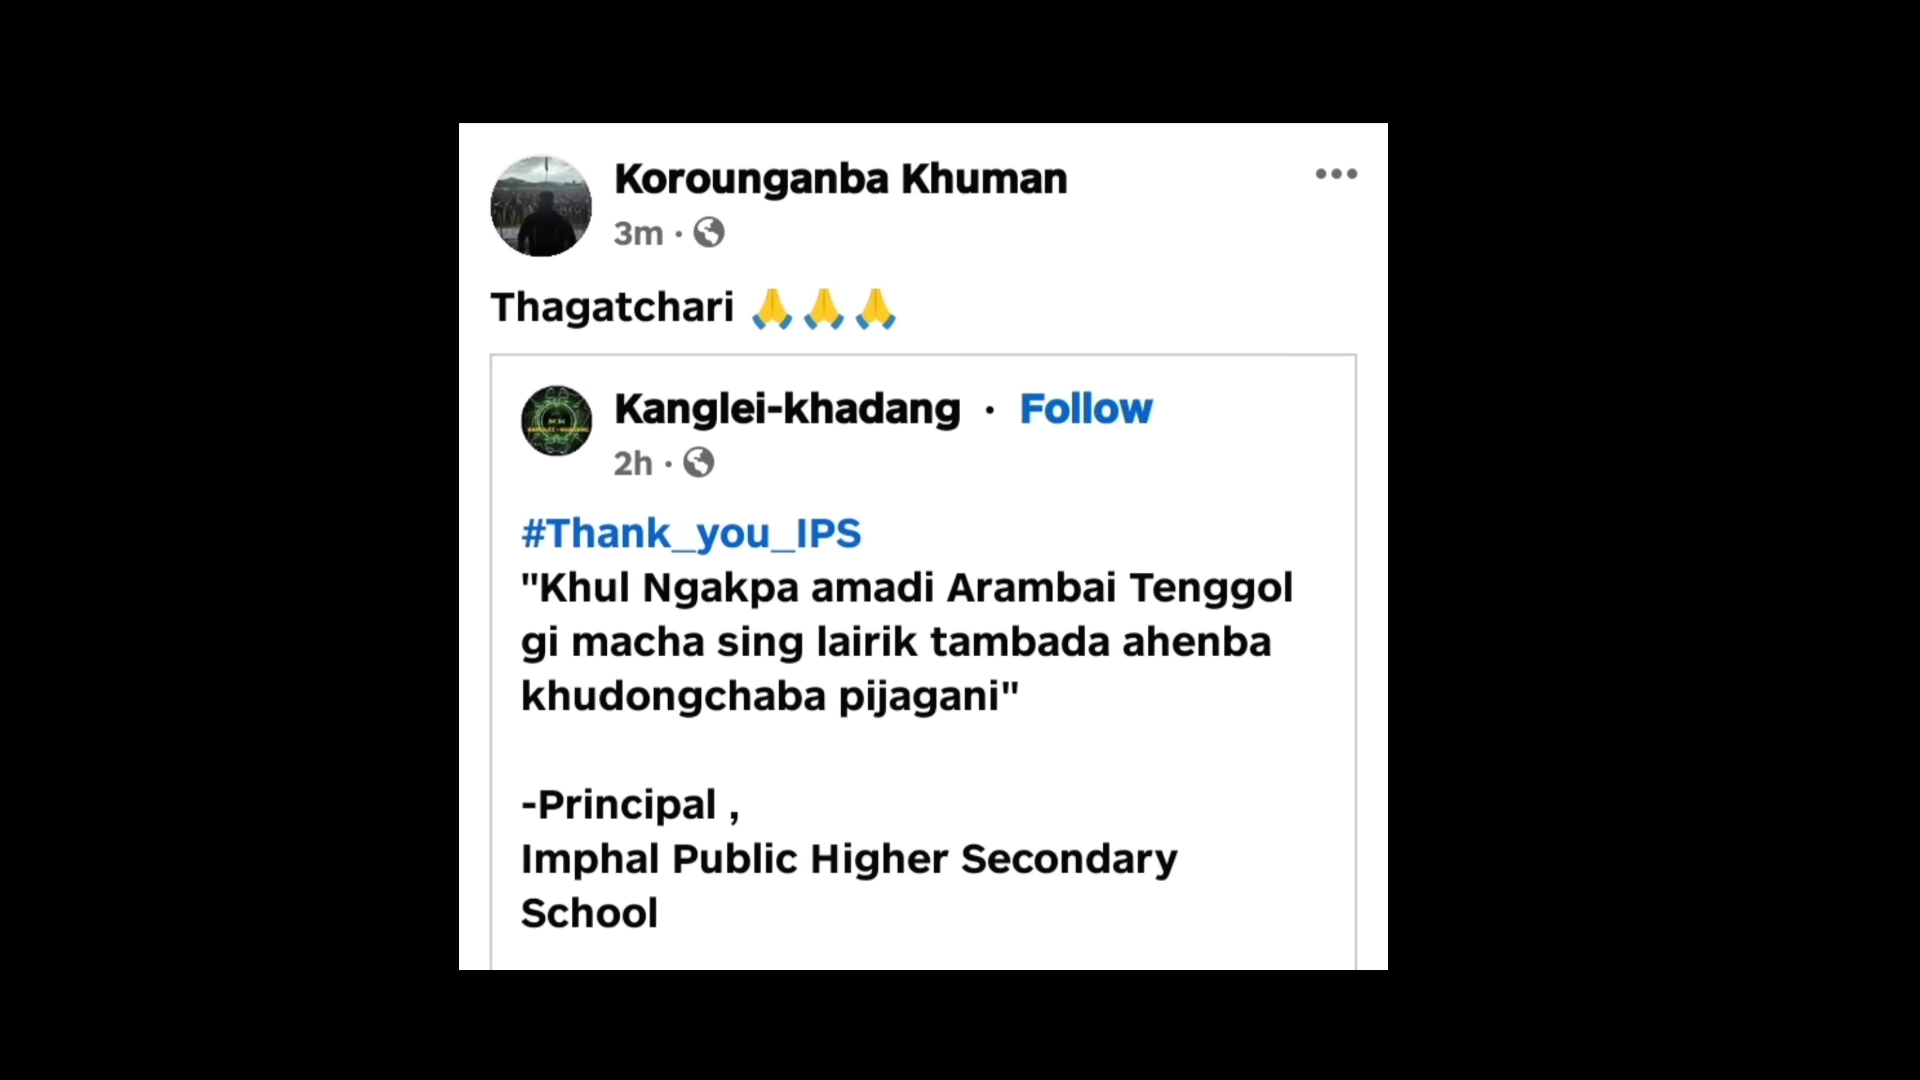 Korounganba Khuman
3m ·
Thagatchari 🙏🙏🙏
Kanglei-khadang · Follow
2h ·
#Thank_you_IPS
"Khul Ngakpa amadi Arambai Tenggol
gi macha sing lairik tambada ahenba
khudongchaba pijagani"
-Principal ,
Imphal Public Higher Secondary
School